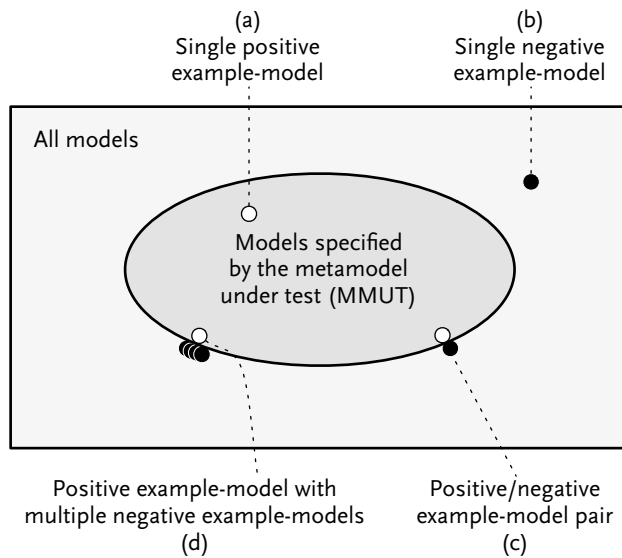 (a)
Single positive
example-model
(b)
Single negative
example-model
All models
Models specified
by the metamodel
under test (MMUT)
Positive example-model with
multiple negative example-models
(d)
Positive/negative
example-model pair
(c)